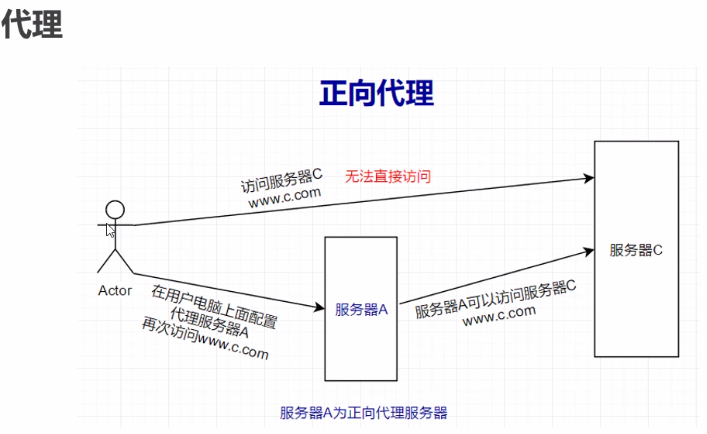 代理
正向代理
访问服务器C
www.c.com
无法直接访问
服务器C
Actor
在用户电脑上面配置
代理服务器A
再次访问www.c.com
服务器A
服务器A可以访问服务器C
www.c.com
服务器A为正向代理服务器